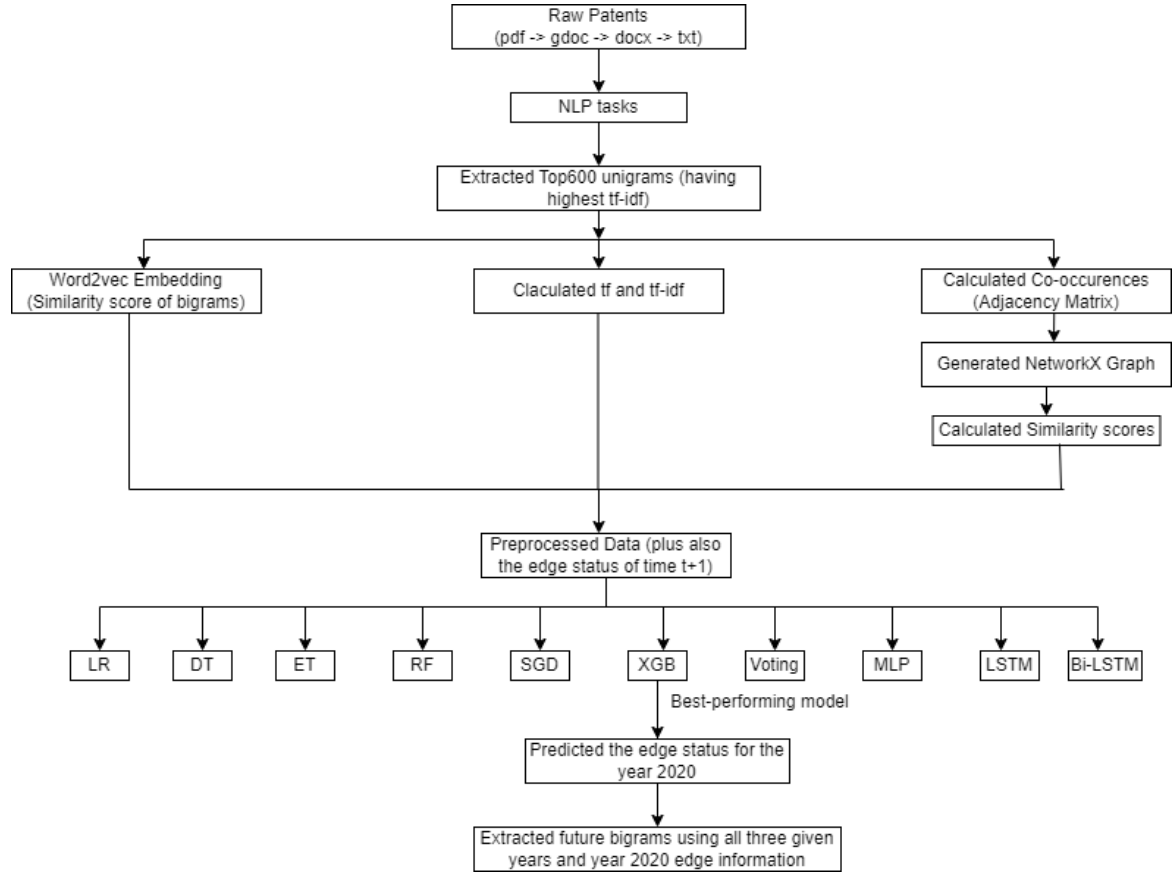 Raw Patents
(pdf -> gdoc -> docx -> txt)
NLP tasks
Extracted Top600 unigrams (having
highest tf-idf)
Word2vec Embedding
(Similarity score of bigrams)
Claculated tf and tf-idf
Calculated Co-occurences
(Adjacency Matrix)
Generated NetworkX Graph
Calculated Similarity scores
Preprocessed Data (plus also
the edge status of time t+1)
LR
DT
ET
RF
SGD
XGB
Voting
MLP
LSTM
Bi-LSTM
Best-performing model
Predicted the edge status for the
year 2020
Extracted future bigrams using all three given
years and year 2020 edge information